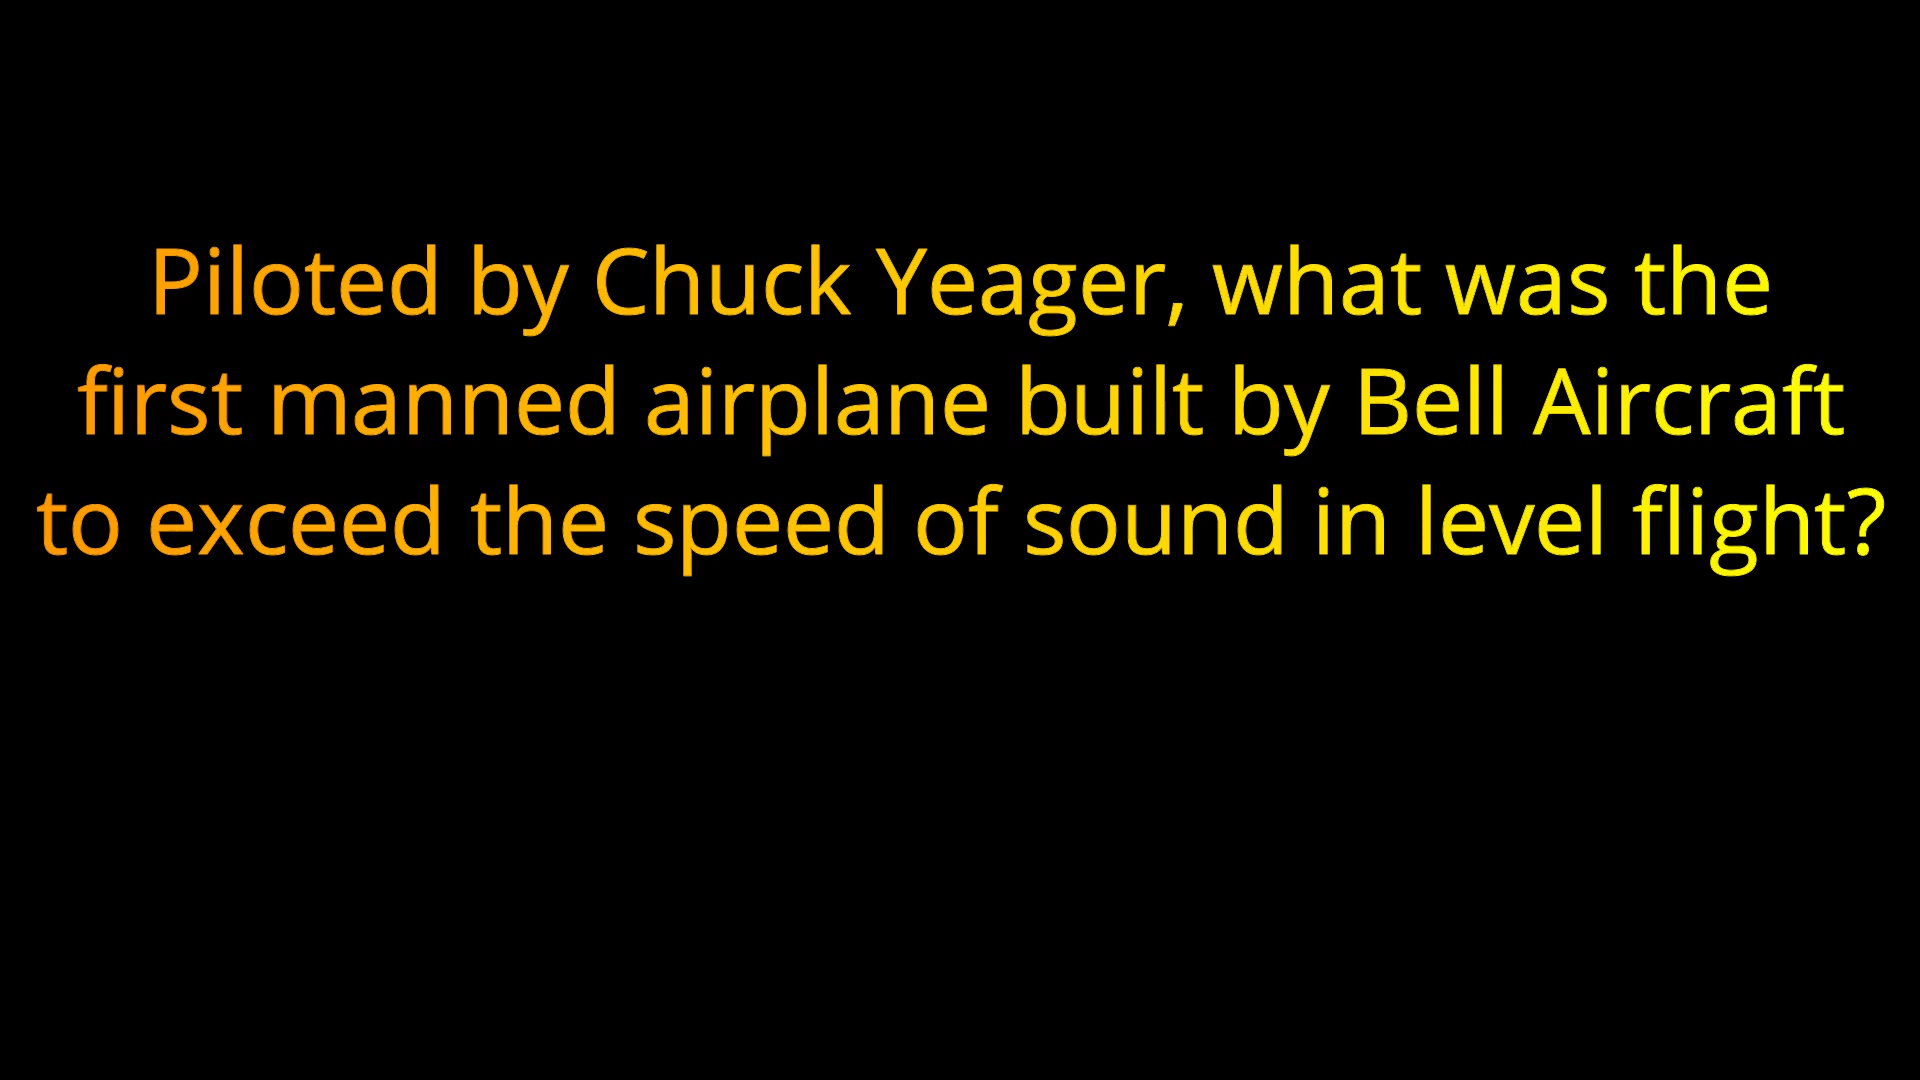 Piloted by Chuck Yeager, what was the
first manned airplane built by Bell Aircraft
to exceed the speed of sound in level flight?